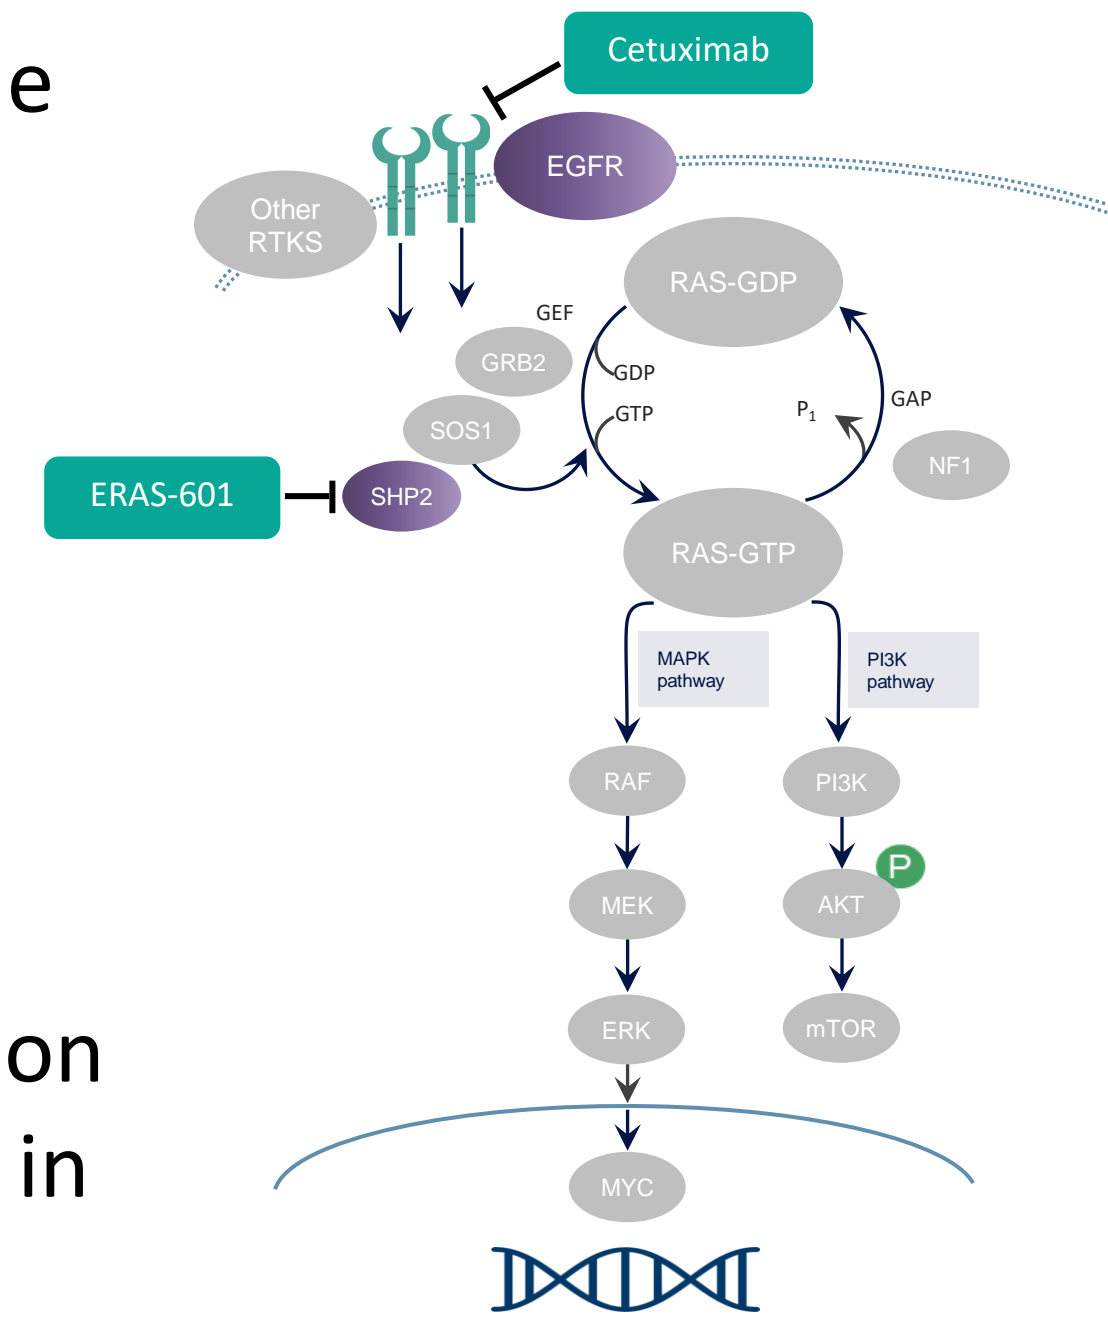 e
Cetuximab
EGFR
Other
RTKS
RAS-GDP
GEF
GRB2
GDP
GTP
P1
GAP
SOS1
NF1
ERAS-601
SHP2
RAS-GTP
MAPK
pathway
PI3K
pathway
RAF
PI3K
P
MEK
AKT
ERK
mTOR
on
in
MYC